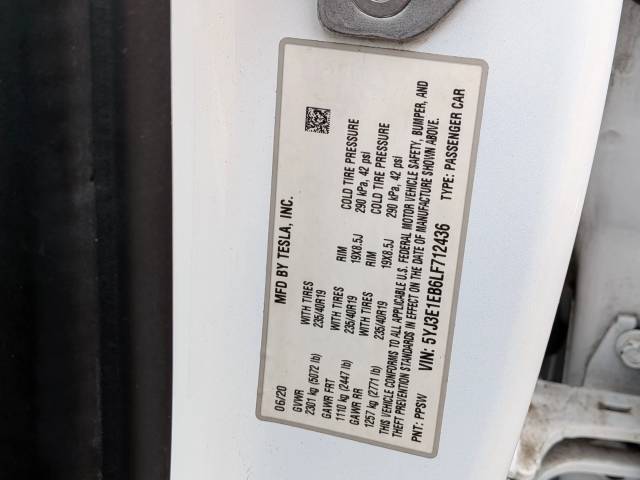 MFD BY TESLA, INC.
06/20
GVWR
2301 kg (5072 lb)
GAWR FRT WITH TIRES RIM COLD TIRE PRESSURE
1110 kg (2447 lb) 235/40R19 19X8.5J 290 kPa, 42 psi
GAWR RR WITH TIRES RIM COLD TIRE PRESSURE
1257 kg (2771 lb) 235/40R19 19X8.5J 290 kPa, 42 psi
THIS VEHICLE CONFORMS TO ALL APPLICABLE U.S. FEDERAL MOTOR VEHICLE SAFETY, BUMPER, AND
THEFT PREVENTION STANDARDS IN EFFECT ON THE DATE OF MANUFACTURE SHOWN ABOVE.
PNT: PPSW VIN: 5YJ3E1EB6LF712436 TYPE: PASSENGER CAR